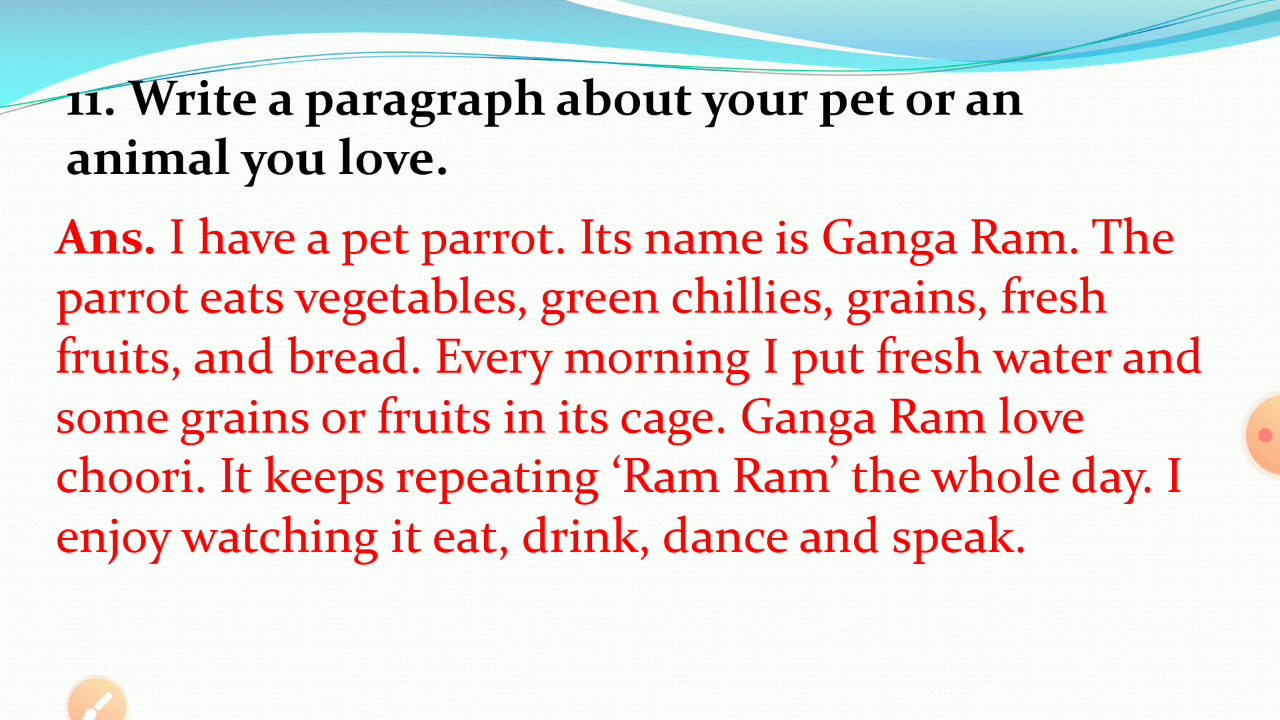 11. Write a paragraph about your pet or an
animal you love.
Ans. I have a pet parrot. Its name is Ganga Ram. The
parrot eats vegetables, green chillies, grains, fresh
fruits, and bread. Every morning I put fresh water and
some grains or fruits in its cage. Ganga Ram love
choori. It keeps repeating ‘Ram Ram’ the whole day. I
enjoy watching it eat, drink, dance and speak.